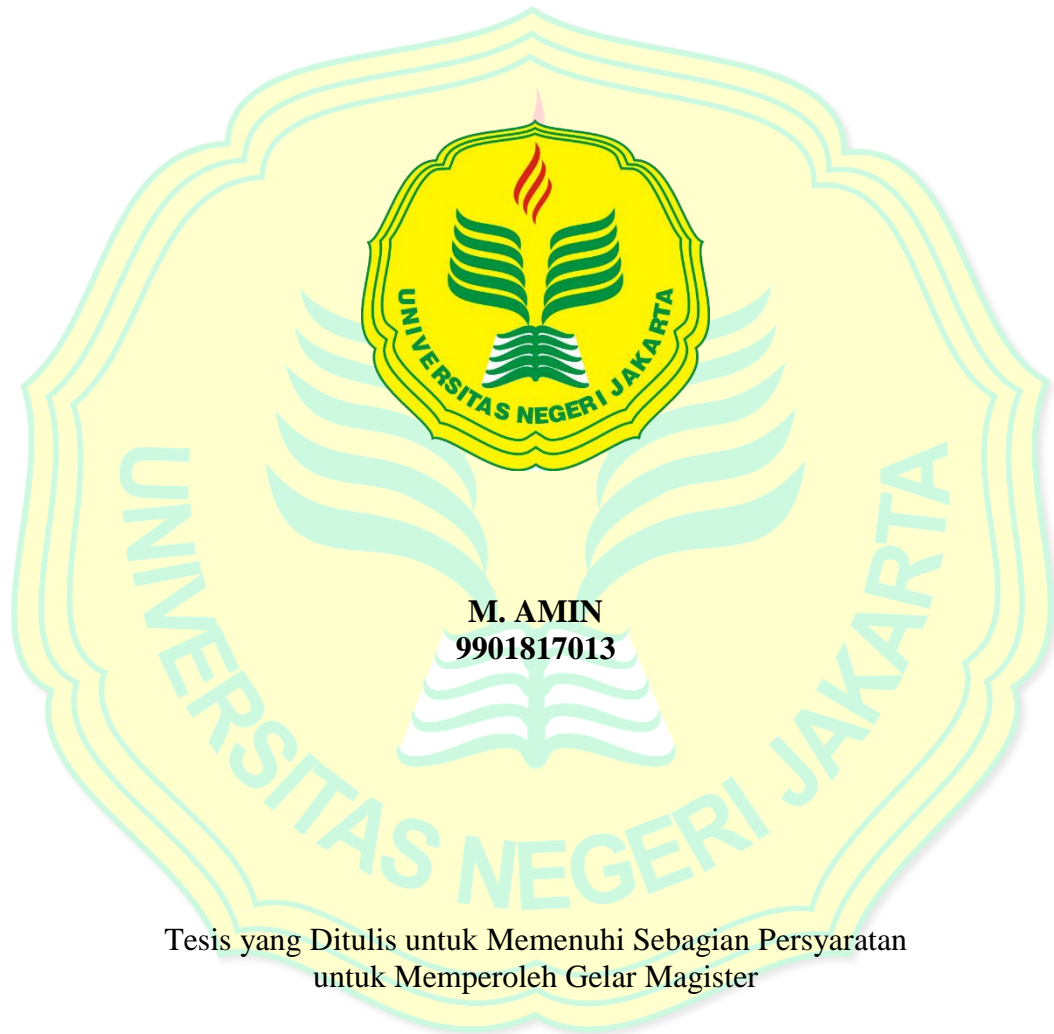 UNIVERSITAS NEGERI JAKARTA
M. AMIN
9901817013
UNIVERSITAS NEGERI JAKARTA
Tesis yang Ditulis untuk Memenuhi Sebagian Persyaratan
untuk Memperoleh Gelar Magister